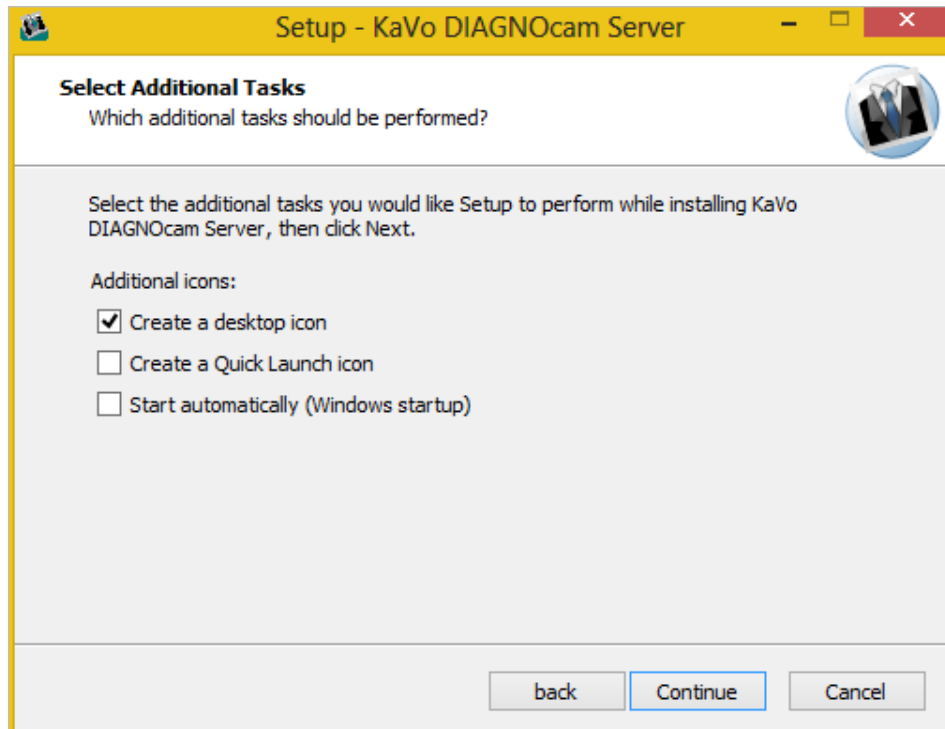 Setup - KaVo DIAGNOcam Server
Select Additional Tasks
Which additional tasks should be performed?
Select the additional tasks you would like Setup to perform while installing KaVo
DIAGNOcam Server, then click Next.
Additional icons:
Create a desktop icon
Create a Quick Launch icon
Start automatically (Windows startup)
back Continue Cancel